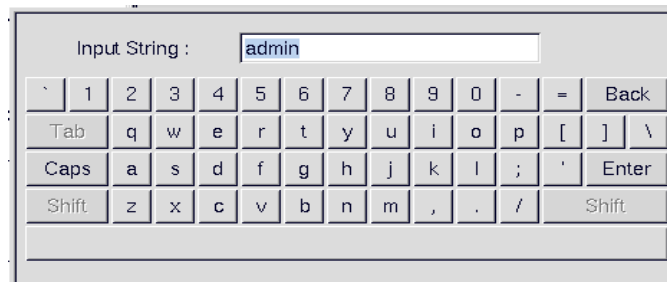 Input String : admin
` 1 2 3 4 5 6 7 8 9 0 - = Back
Tab q w e r t y u i o p [ ] \
Caps a s d f g h j k l ; ' Enter
Shift z x c v b n m , . / Shift